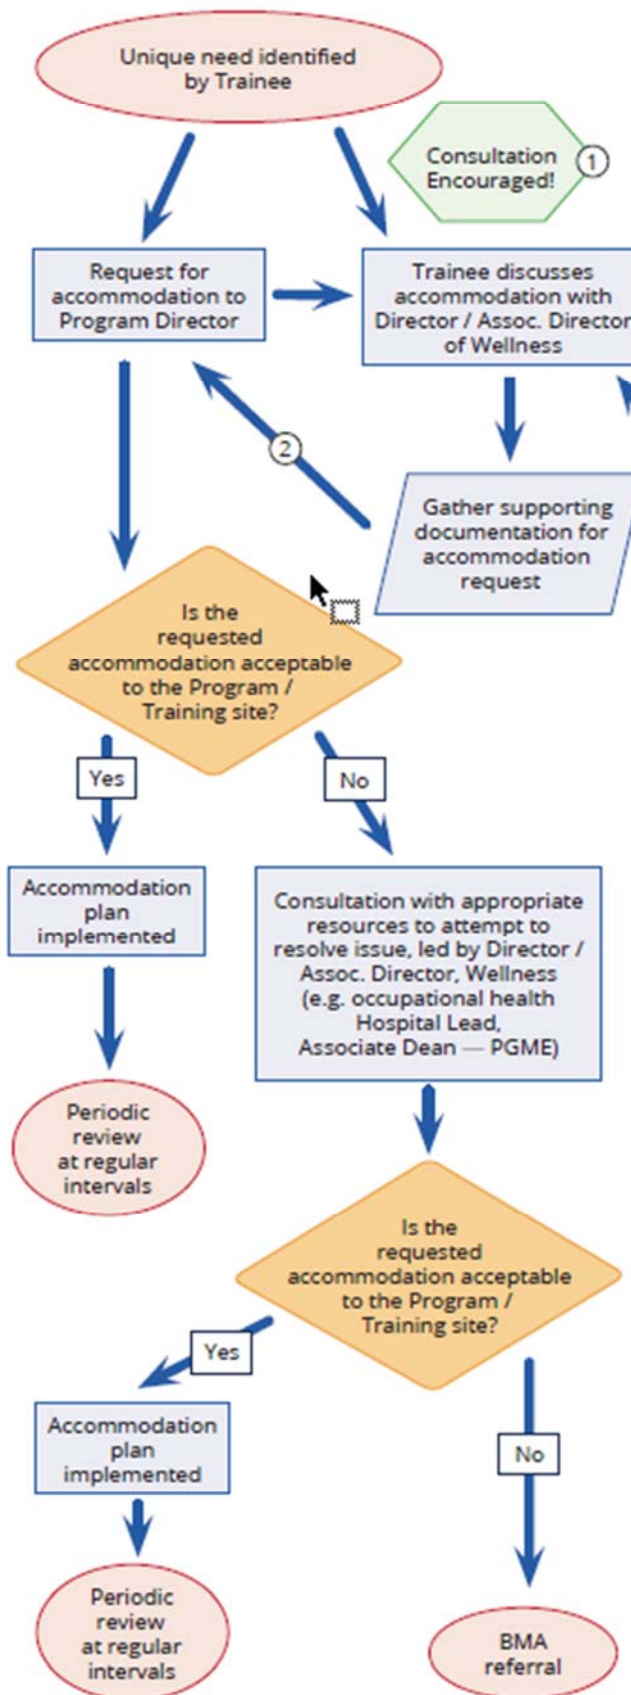 Unique need identified
by Trainee
Consultation
Encouraged!
1
Request for
accommodation to
Program Director
Trainee discusses
accommodation with
Director / Assoc. Director
of Wellness
2
Gather supporting
documentation for
accommodation
request
Is the
requested
accommodation acceptable
to the Program /
Training site?
Yes
No
Accommodation
plan
implemented
Consultation with appropriate
resources to attempt to
resolve issue, led by Director /
Assoc. Director, Wellness
(e.g. occupational health
Hospital Lead,
Associate Dean — PGME)
Periodic
review
at regular
intervals
Is the
requested
accommodation acceptable
to the Program /
Training site?
Yes
Accommodation
plan
implemented
No
Periodic
review
at regular
intervals
BMA
referral